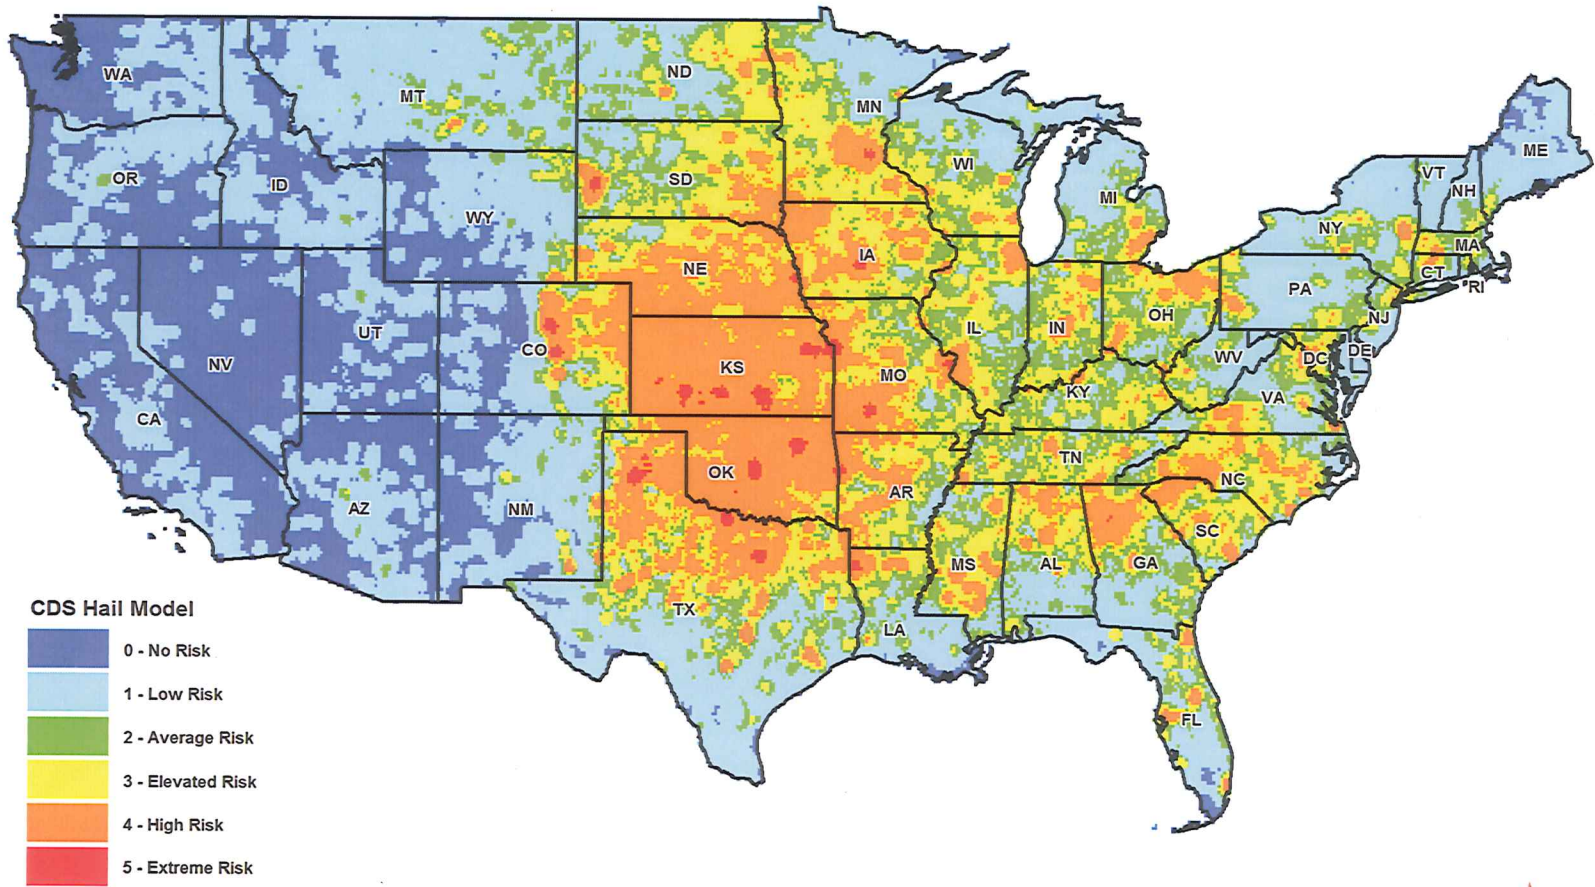 WA
MT
ND
MN
ME
OR
ID
SD
WI
VT
NH
MI
WY
NY
MA
IA
NE
CT
RI
PA
UT
IL
IN
OH
NJ
NV
CO
KS
MO
WV
DC
DE
CA
KY
VA
OK
TN
AZ
NM
AR
NC
SC
MS
AL
GA
TX
LA
FL
CDS Hail Model
0 - No Risk
1 - Low Risk
2 - Average Risk
3 - Elevated Risk
4 - High Risk
5 - Extreme Risk